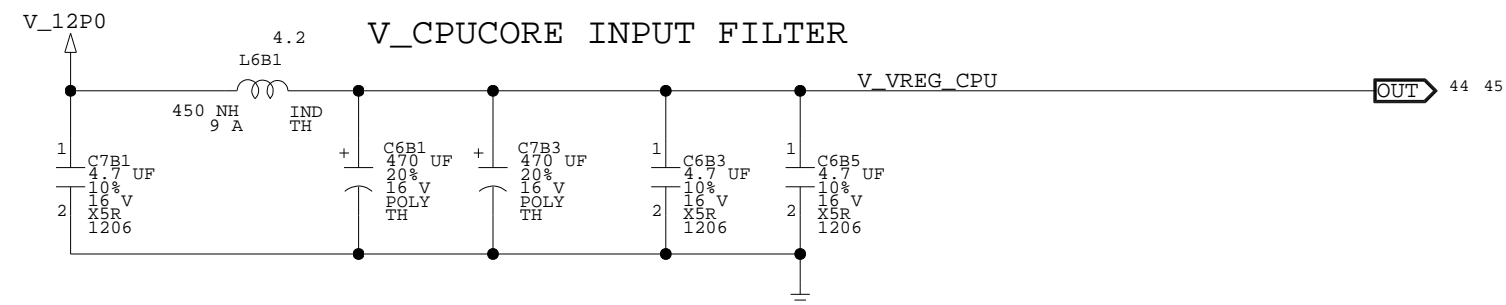 V_12P0
4.2
V_CPUCORE INPUT FILTER
L6B1
450 NH
9 A
IND
TH
V_VREG_CPU
OUT
44 45
1
2
C7B1
4.7 UF
10%
16 V
X5R
1206
+
C6B1
470 UF
20%
16 V
POLY
TH
+
C7B3
470 UF
20%
16 V
POLY
TH
1
2
C6B3
4.7 UF
10%
16 V
X5R
1206
1
2
C6B5
4.7 UF
10%
16 V
X5R
1206